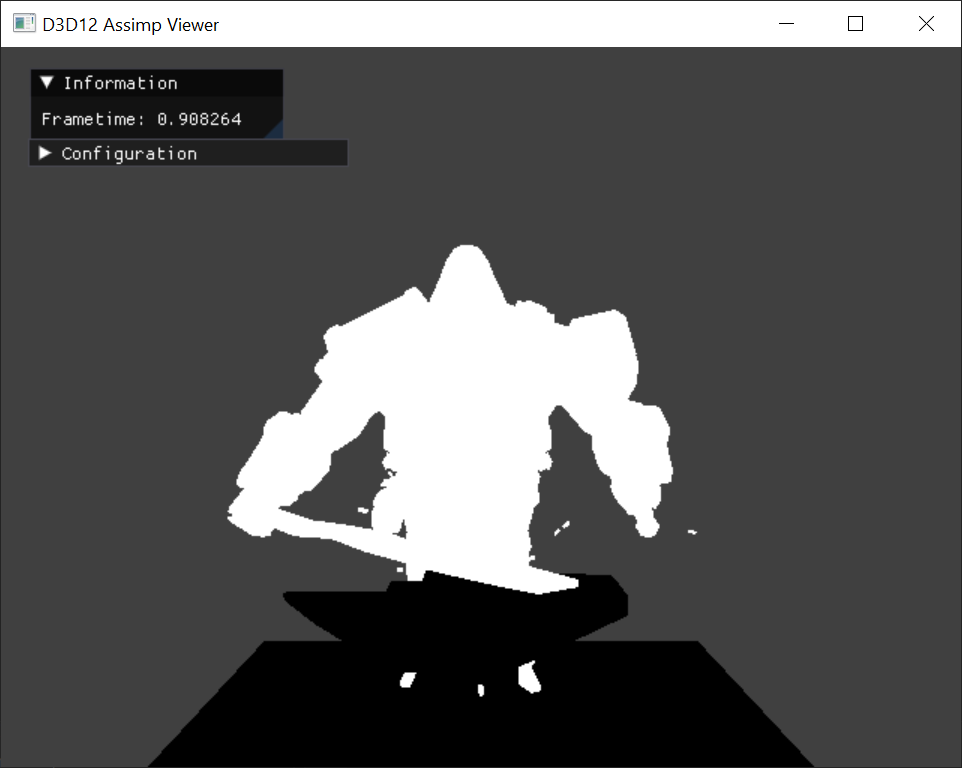 D3D12 Assimp Viewer
Information
Frametime: 0.908264
Configuration